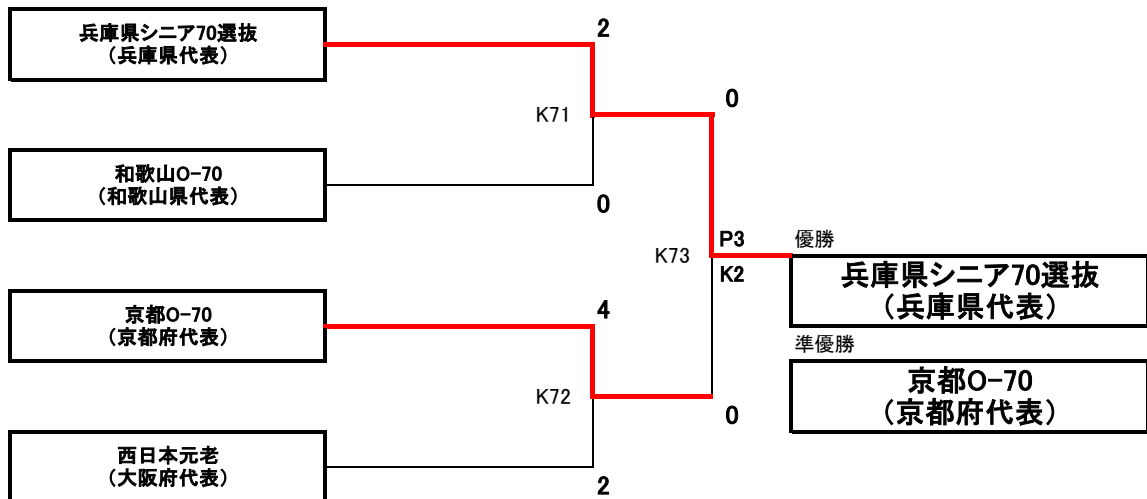 兵庫県シニア70選抜
（兵庫県代表）
2
K71
0
和歌山O-70
（和歌山県代表）
0
K73
P3
K2
優勝
兵庫県シニア70選抜
（兵庫県代表）
京都O-70
（京都府代表）
4
準優勝
京都O-70
（京都府代表）
K72
0
西日本元老
（大阪府代表）
2